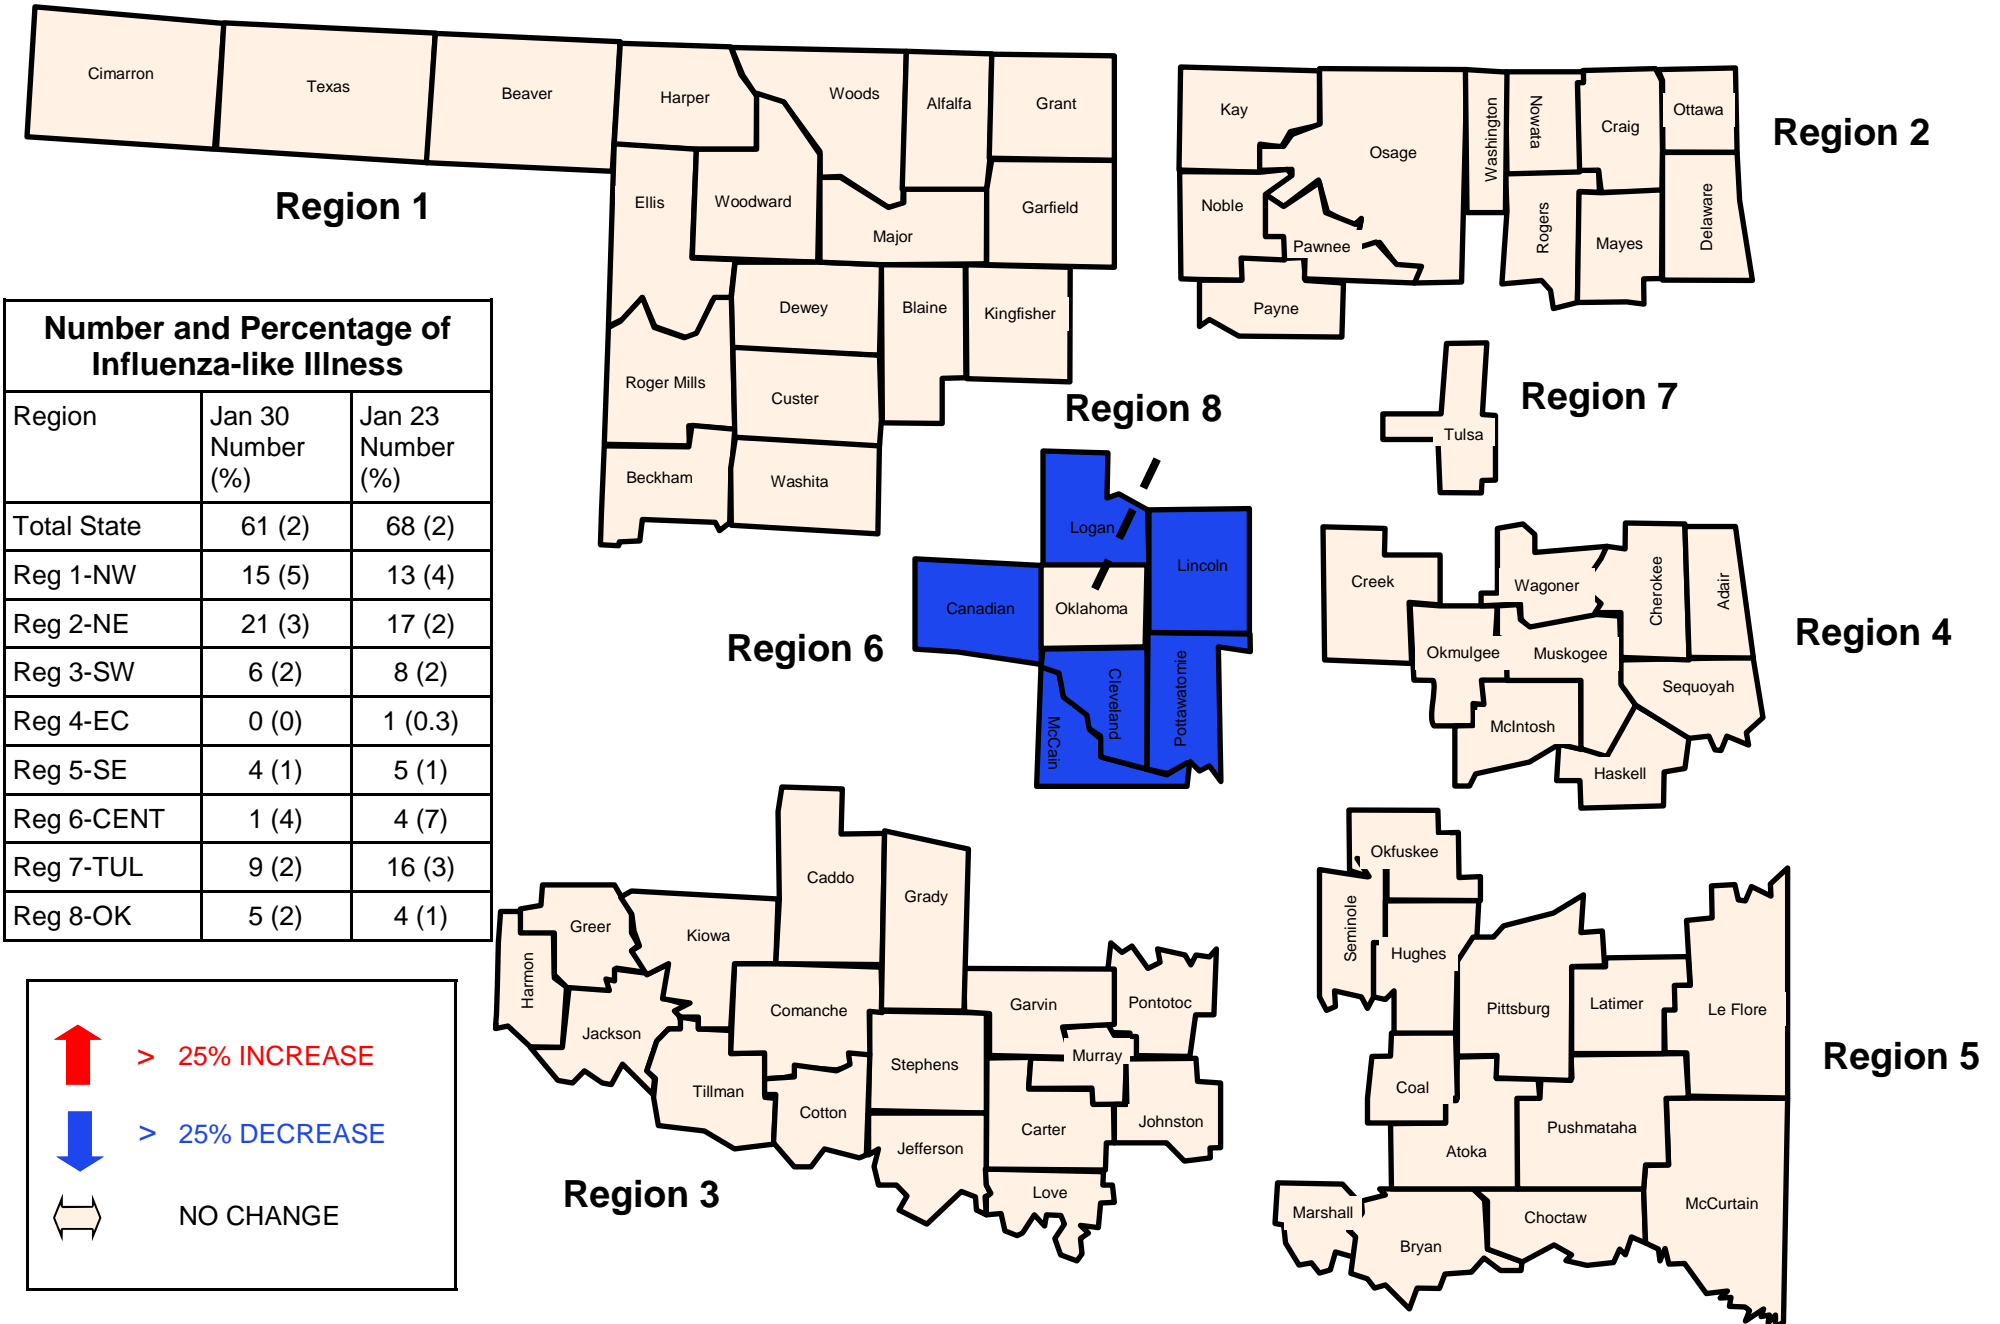 Cimarron
Texas
Beaver
Harper
Woods
Alfalfa
Grant
Ellis
Woodward
Major
Garfield
Region 1
Dewey
Blaine
Kingfisher
Roger Mills
Custer
Beckham
Washita
Kay
Osage
Washington
Nowata
Craig
Ottawa
Region 2
Noble
Pawnee
Rogers
Mayes
Delaware
Payne
Number and Percentage of
Influenza-like Illness
Region Jan 30 Number (%) Jan 23 Number (%)
Total State 61 (2) 68 (2)
Reg 1-NW 15 (5) 13 (4)
Reg 2-NE 21 (3) 17 (2)
Reg 3-SW 6 (2) 8 (2)
Reg 4-EC 0 (0) 1 (0.3)
Reg 5-SE 4 (1) 5 (1)
Reg 6-CENT 1 (4) 4 (7)
Reg 7-TUL 9 (2) 16 (3)
Reg 8-OK 5 (2) 4 (1)
Region 8
Region 7
Tulsa
Logan
Lincoln
Canadian
Oklahoma
Region 6
Cleveland
McCain
Pottawatomie
Creek
Wagoner
Cherokee
Adair
Region 4
Okmulgee
Muskogee
Sequoyah
McIntosh
Haskell
Caddo
Grady
Greer
Kiowa
Harmon
Jackson
Comanche
Garvin
Pontotoc
Murray
Stephens
Tillman
Cotton
Carter
Johnston
Jefferson
Love
Region 3
Okfuskee
Seminole
Hughes
Pittsburg
Latimer
Le Flore
Region 5
Coal
Atoka
Pushmataha
Marshall
Bryan
Choctaw
McCurtain
> 25% INCREASE
> 25% DECREASE
NO CHANGE